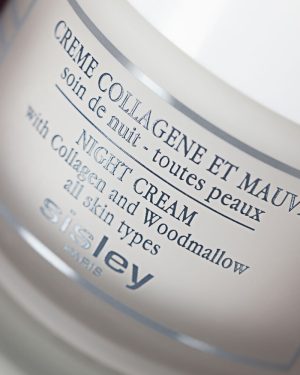 CREME COLLAGENE ET MAUV
soin de nuit - toutes peaux
NIGHT CREAM
with Collagen and Woodmallow
all skin types
sisley
PARIS